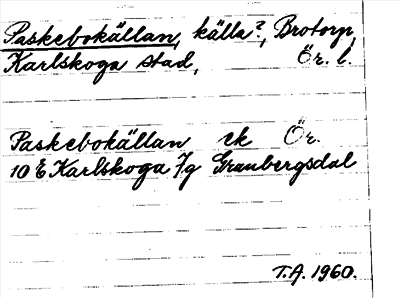 Paskebokällan, källa?, Brotorp,
Karlskoga stad, Ör. l.
Paskebokällan ek Ör.
10 E Karlskoga Jg Granbergsdal
T.A. 1960.